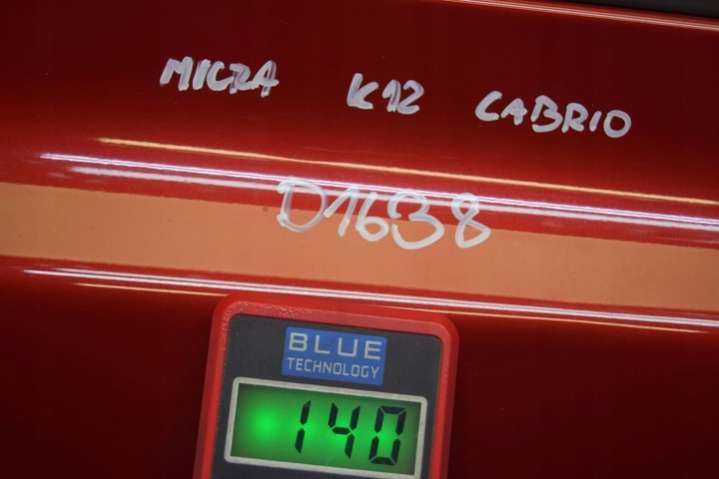 MICRA K12 CABRIO
D1638
BLUE
TECHNOLOGY
140